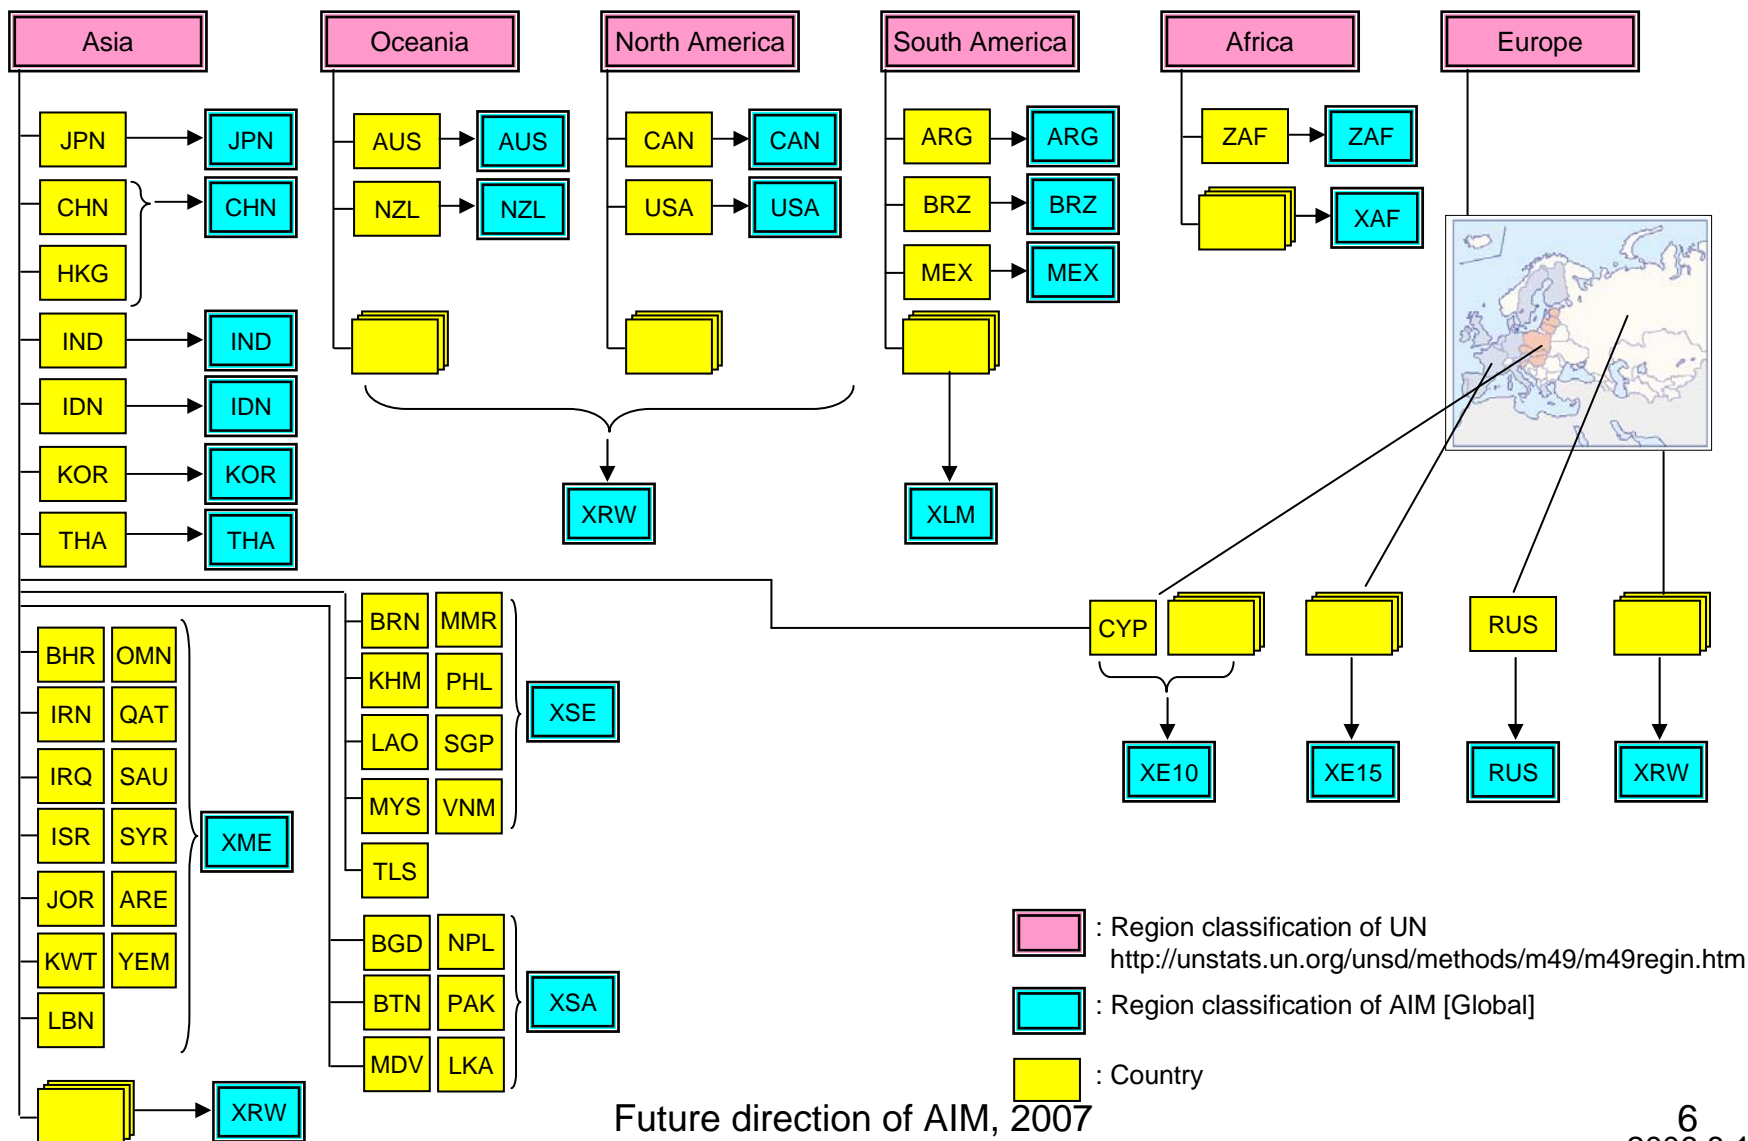 Asia
Oceania
North America
South America
Africa
Europe
JPN
JPN
AUS
AUS
CAN
CAN
ARG
ARG
ZAF
ZAF
CHN
CHN
NZL
NZL
USA
USA
BRZ
BRZ
XAF
HKG
MEX
MEX
IND
IND
IDN
IDN
KOR
KOR
XRW
XLM
THA
THA
BRN
MMR
CYP
RUS
BHR
OMN
KHM
PHL
XSE
IRN
QAT
LAO
SGP
XE10
XE15
RUS
XRW
IRQ
SAU
MYS
VNM
ISR
SYR
XME
TLS
JOR
ARE
BGD
NPL
: Region classification of UN
http://unstats.un.org/unsd/methods/m49/m49regin.htm
KWT
YEM
BTN
PAK
XSA
: Region classification of AIM [Global]
LBN
MDV
LKA
: Country
XRW
Future direction of AIM, 2007
6